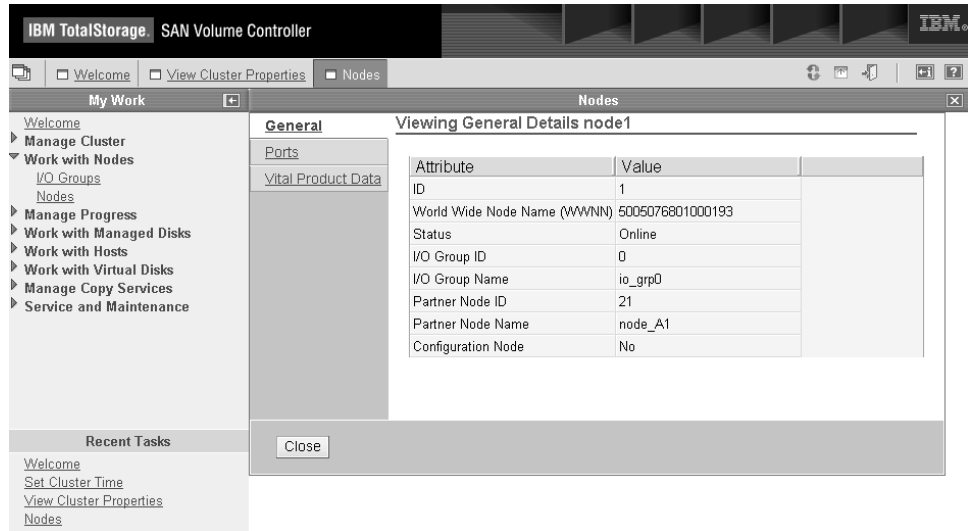 IBM TotalStorage. SAN Volume Controller
IBM
Welcome View Cluster Properties Nodes
My Work
Welcome
Manage Cluster
Work with Nodes
I/O Groups
Nodes
Manage Progress
Work with Managed Disks
Work with Hosts
Work with Virtual Disks
Manage Copy Services
Service and Maintenance
Recent Tasks
Welcome
Set Cluster Time
View Cluster Properties
Nodes
Nodes
General
Ports
Vital Product Data
Viewing General Details node1
Attribute Value
ID 1
World Wide Node Name (WWNN) 5005076801000193
Status Online
I/O Group ID 0
I/O Group Name io_grp0
Partner Node ID 21
Partner Node Name node_A1
Configuration Node No
Close